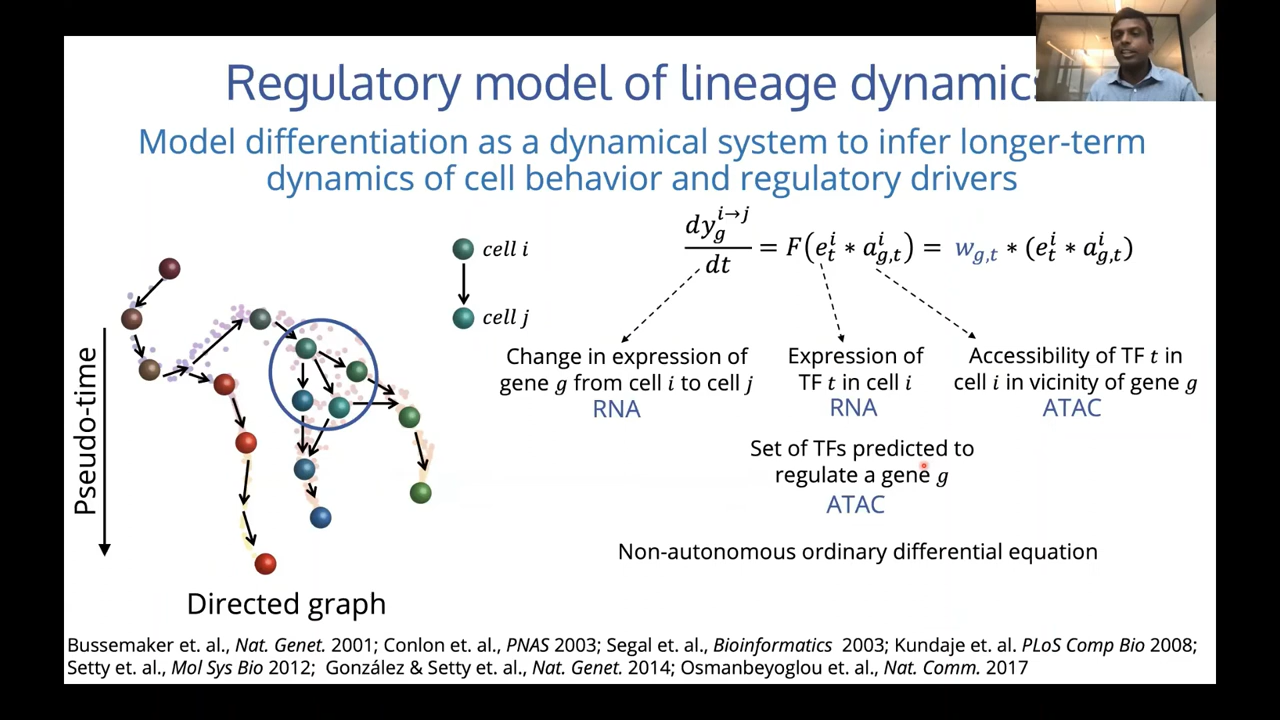 Regulatory model of lineage dynamics
Model differentiation as a dynamical system to infer longer-term
dynamics of cell behavior and regulatory drivers
cell i
cell j
dy_g^{i→j}/dt = F(e_t^i * a_{g,t}^i) = w_{g,t} * (e_t^i * a_{g,t}^i)
Pseudo-time
Directed graph
Change in expression of
gene g from cell i to cell j
RNA
Expression of
TF t in cell i
RNA
Accessibility of TF t in
cell i in vicinity of gene g
ATAC
Set of TFs predicted to
regulate a gene g
ATAC
Non-autonomous ordinary differential equation
Bussemaker et. al., Nat. Genet. 2001; Conlon et. al., PNAS 2003; Segal et. al., Bioinformatics 2003; Kundaje et. al. PLoS Comp Bio 2008;
Setty et. al., Mol Sys Bio 2012; González & Setty et. al., Nat. Genet. 2014; Osmanbeyoglou et. al., Nat. Comm. 2017